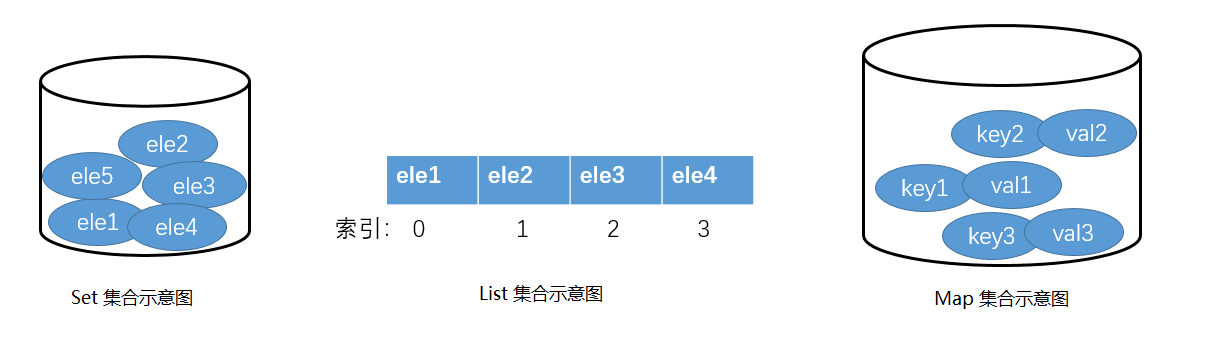 ele2
ele5
ele3
ele1
ele4
Set 集合示意图
ele1 ele2 ele3 ele4
索引: 0 1 2 3
List 集合示意图
key2 val2
key1 val1
key3 val3
Map 集合示意图